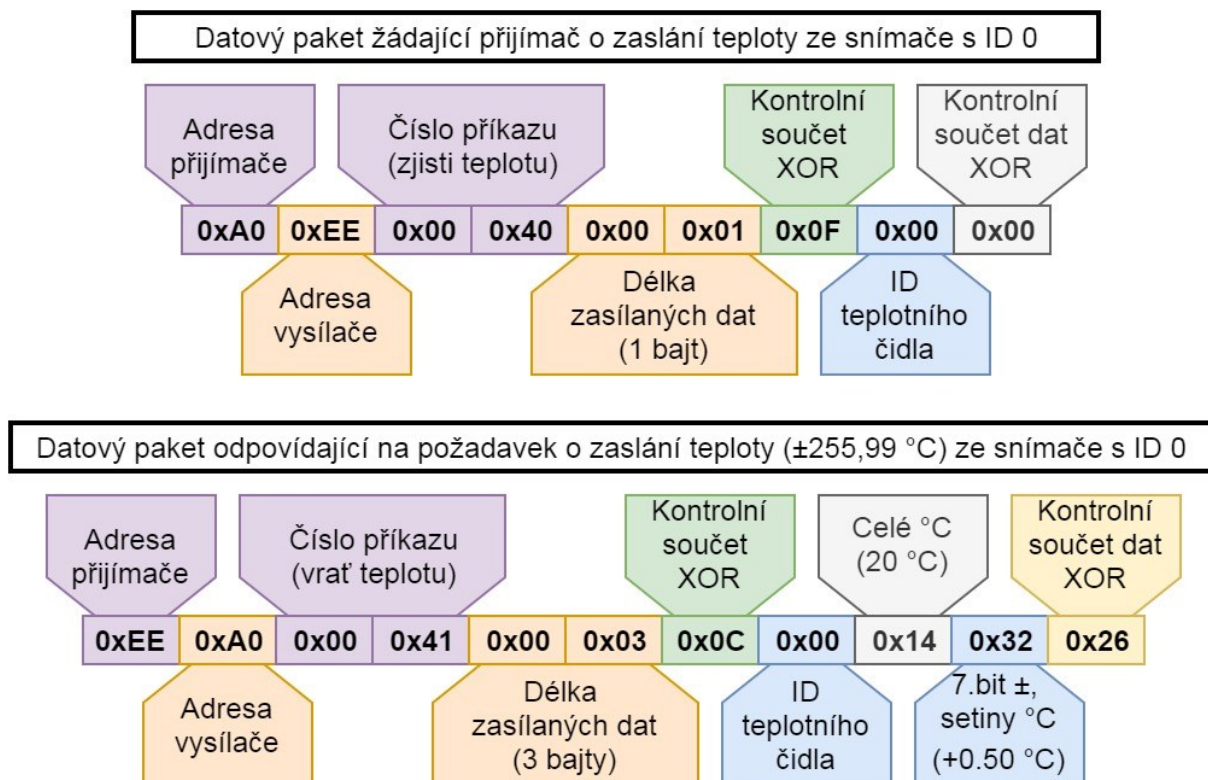 Datový paket žádající přijímač o zaslání teploty ze snímače s ID 0
Adresa
přijímače
Číslo příkazu
(zjisti teplotu)
Kontrolní
součet
XOR
Kontrolní
součet dat
XOR
0xA0 0xEE 0x00 0x40 0x00 0x01 0x0F 0x00 0x00
Adresa
vysílače
Délka
zasílaných dat
(1 bajt)
ID
teplotního
čidla
Datový paket odpovídající na požadavek o zaslání teploty (±255,99 °C) ze snímače s ID 0
Adresa
přijímače
Číslo příkazu
(vrať teplotu)
Kontrolní
součet
XOR
Celé °C
(20 °C)
Kontrolní
součet dat
XOR
0xEE 0xA0 0x00 0x41 0x00 0x03 0x0C 0x00 0x14 0x32 0x26
Adresa
vysílače
Délka
zasílaných dat
(3 bajty)
ID
teplotního
čidla
7.bit ±,
setiny °C
(+0.50 °C)